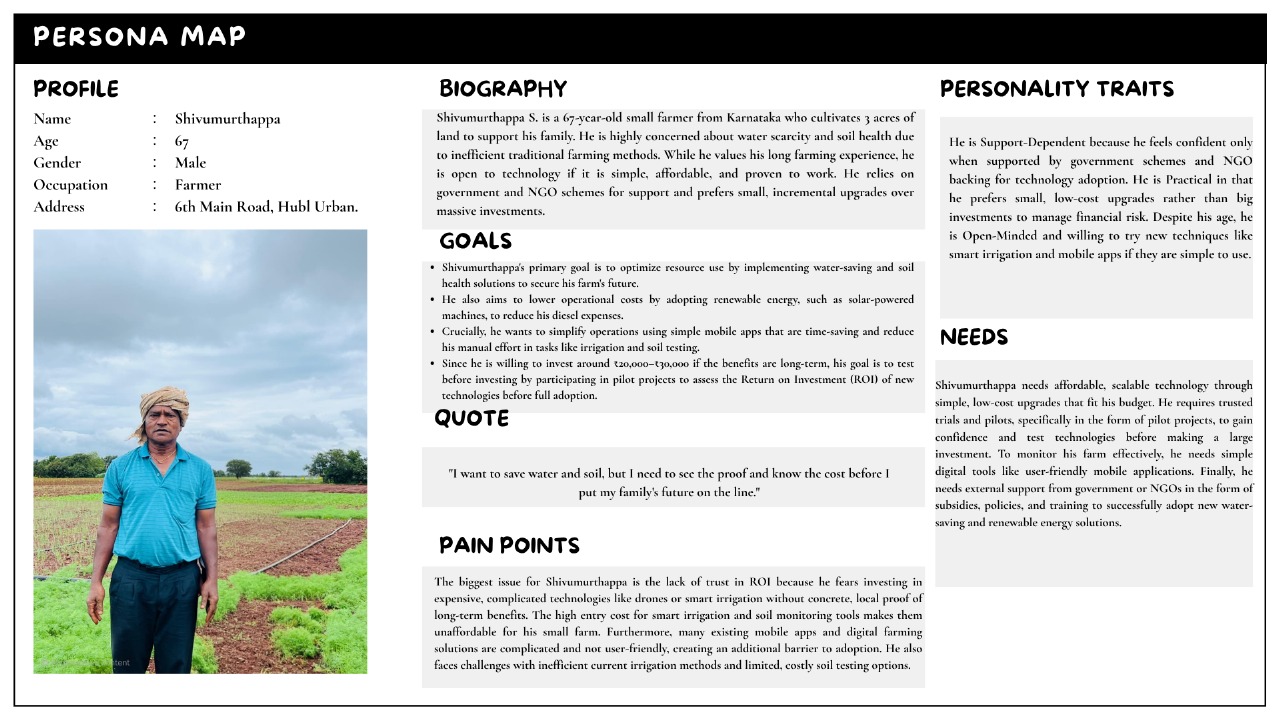 PERSONA MAP
PROFILE
Name : Shivumurthappa
Age : 67
Gender : Male
Occupation : Farmer
Address : 6th Main Road, Hubl Urban.
BIOGRAPHY
Shivumurthappa S. is a 67-year-old small farmer from Karnataka who cultivates 3 acres of
land to support his family. He is highly concerned about water scarcity and soil health due
to inefficient traditional farming methods. While he values his long farming experience, he
is open to technology if it is simple, affordable, and proven to work. He relies on
government and NGO schemes for support and prefers small, incremental upgrades over
massive investments.
GOALS
• Shivumurthappa's primary goal is to optimize resource use by implementing water-saving and soil
health solutions to secure his farm's future.
• He also aims to lower operational costs by adopting renewable energy, such as solar-powered
machines, to reduce his diesel expenses.
• Crucially, he wants to simplify operations using simple mobile apps that are time-saving and reduce
his manual effort in tasks like irrigation and soil testing.
• Since he is willing to invest around ₹20,000–₹30,000 if the benefits are long-term, his goal is to test
before investing by participating in pilot projects to assess the Return on Investment (ROI) of new
technologies before full adoption.
QUOTE
"I want to save water and soil, but I need to see the proof and know the cost before I
put my family's future on the line."
PAIN POINTS
The biggest issue for Shivumurthappa is the lack of trust in ROI because he fears investing in
expensive, complicated technologies like drones or smart irrigation without concrete, local proof of
long-term benefits. The high entry cost for smart irrigation and soil monitoring tools makes them
unaffordable for his small farm. Furthermore, many existing mobile apps and digital farming
solutions are complicated and not user-friendly, creating an additional barrier to adoption. He also
faces challenges with inefficient current irrigation methods and limited, costly soil testing options.
PERSONALITY TRAITS
He is Support-Dependent because he feels confident only
when supported by government schemes and NGO
backing for technology adoption. He is Practical in that
he prefers small, low-cost upgrades rather than big
investments to manage financial risk. Despite his age, he
is Open-Minded and willing to try new techniques like
smart irrigation and mobile apps if they are simple to use.
NEEDS
Shivumurthappa needs affordable, scalable technology through
simple, low-cost upgrades that fit his budget. He requires trusted
trials and pilots, specifically in the form of pilot projects, to gain
confidence and test technologies before making a large
investment. To monitor his farm effectively, he needs simple
digital tools like user-friendly mobile applications. Finally, he
needs external support from government or NGOs in the form of
subsidies, policies, and training to successfully adopt new water-
saving and renewable energy solutions.